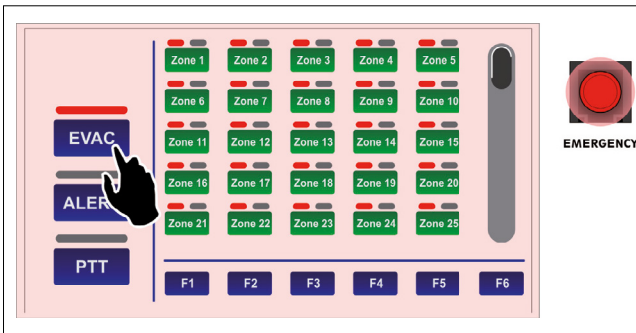 Zone 1 Zone 2 Zone 3 Zone 4 Zone 5
Zone 6 Zone 7 Zone 8 Zone 9 Zone 10
EVAC
Zone 11 Zone 12 Zone 13 Zone 14 Zone 15
EMERGENCY
Zone 16 Zone 17 Zone 18 Zone 19 Zone 20
ALER
Zone 21 Zone 22 Zone 23 Zone 24 Zone 25
PTT
F1 F2 F3 F4 F5 F6